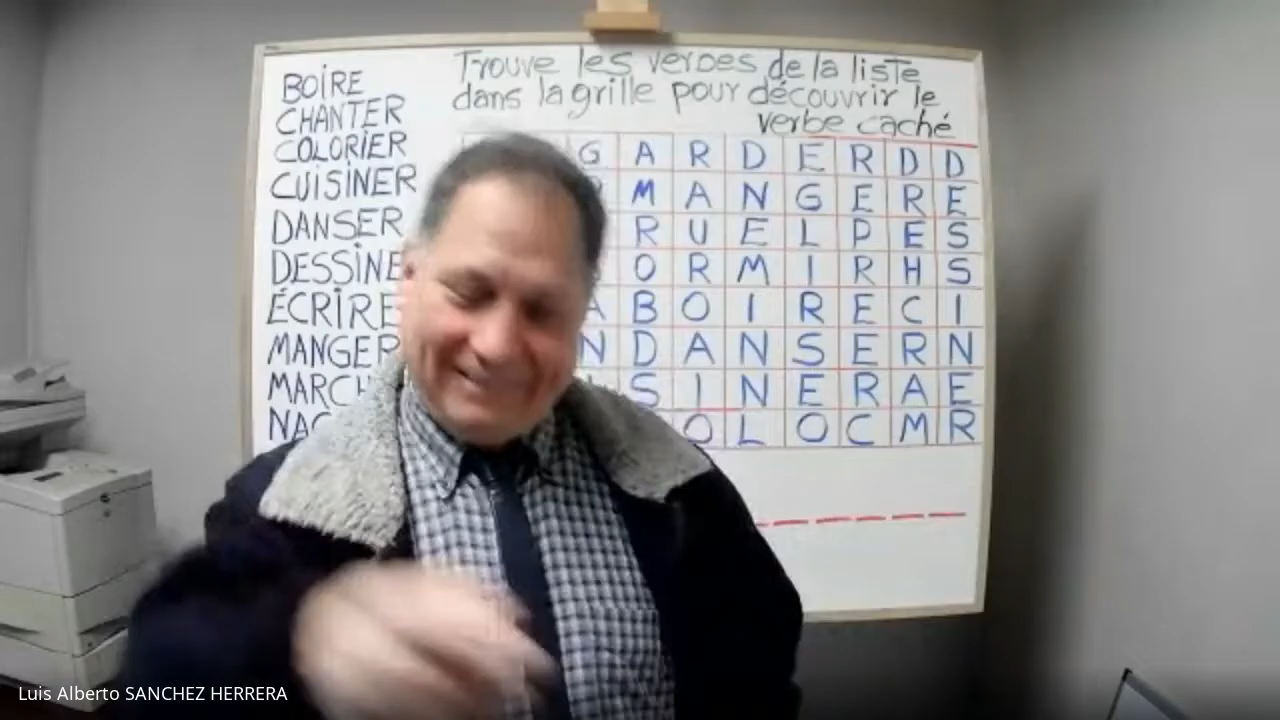 Trouve les verbes de la liste
dans la grille pour découvrir le
verbe caché
BOIRE
CHANTER
COLORIER
CUISINER
DANSER
DESSINE
ÉCRIRE
MANGER
MARCH
NAG
G A R D E R D D
M A N G E R E
R U E L P E S
O R M I R H S
A B O I R E C I
N D A N S E R N
S I N E R A E
O L O C M R
Luis Alberto SANCHEZ HERRERA